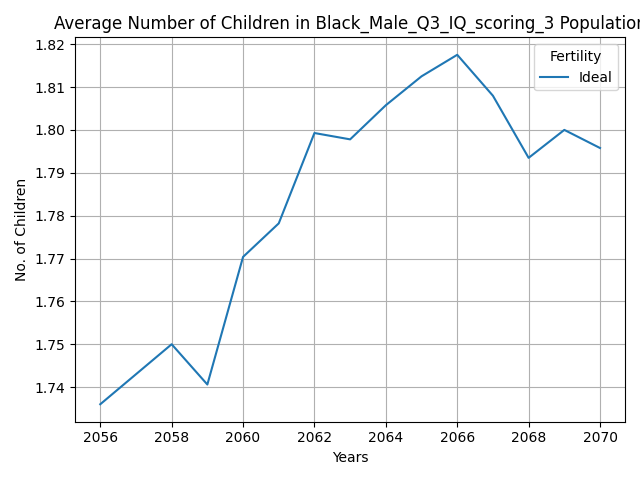 Average Number of Children in Black_Male_Q3_IQ_scoring_3 Population
1.82
1.81
1.80
1.79
1.78
1.77
1.76
1.75
1.74
No. of Children
Fertility
Ideal
2056 2058 2060 2062 2064 2066 2068 2070
Years